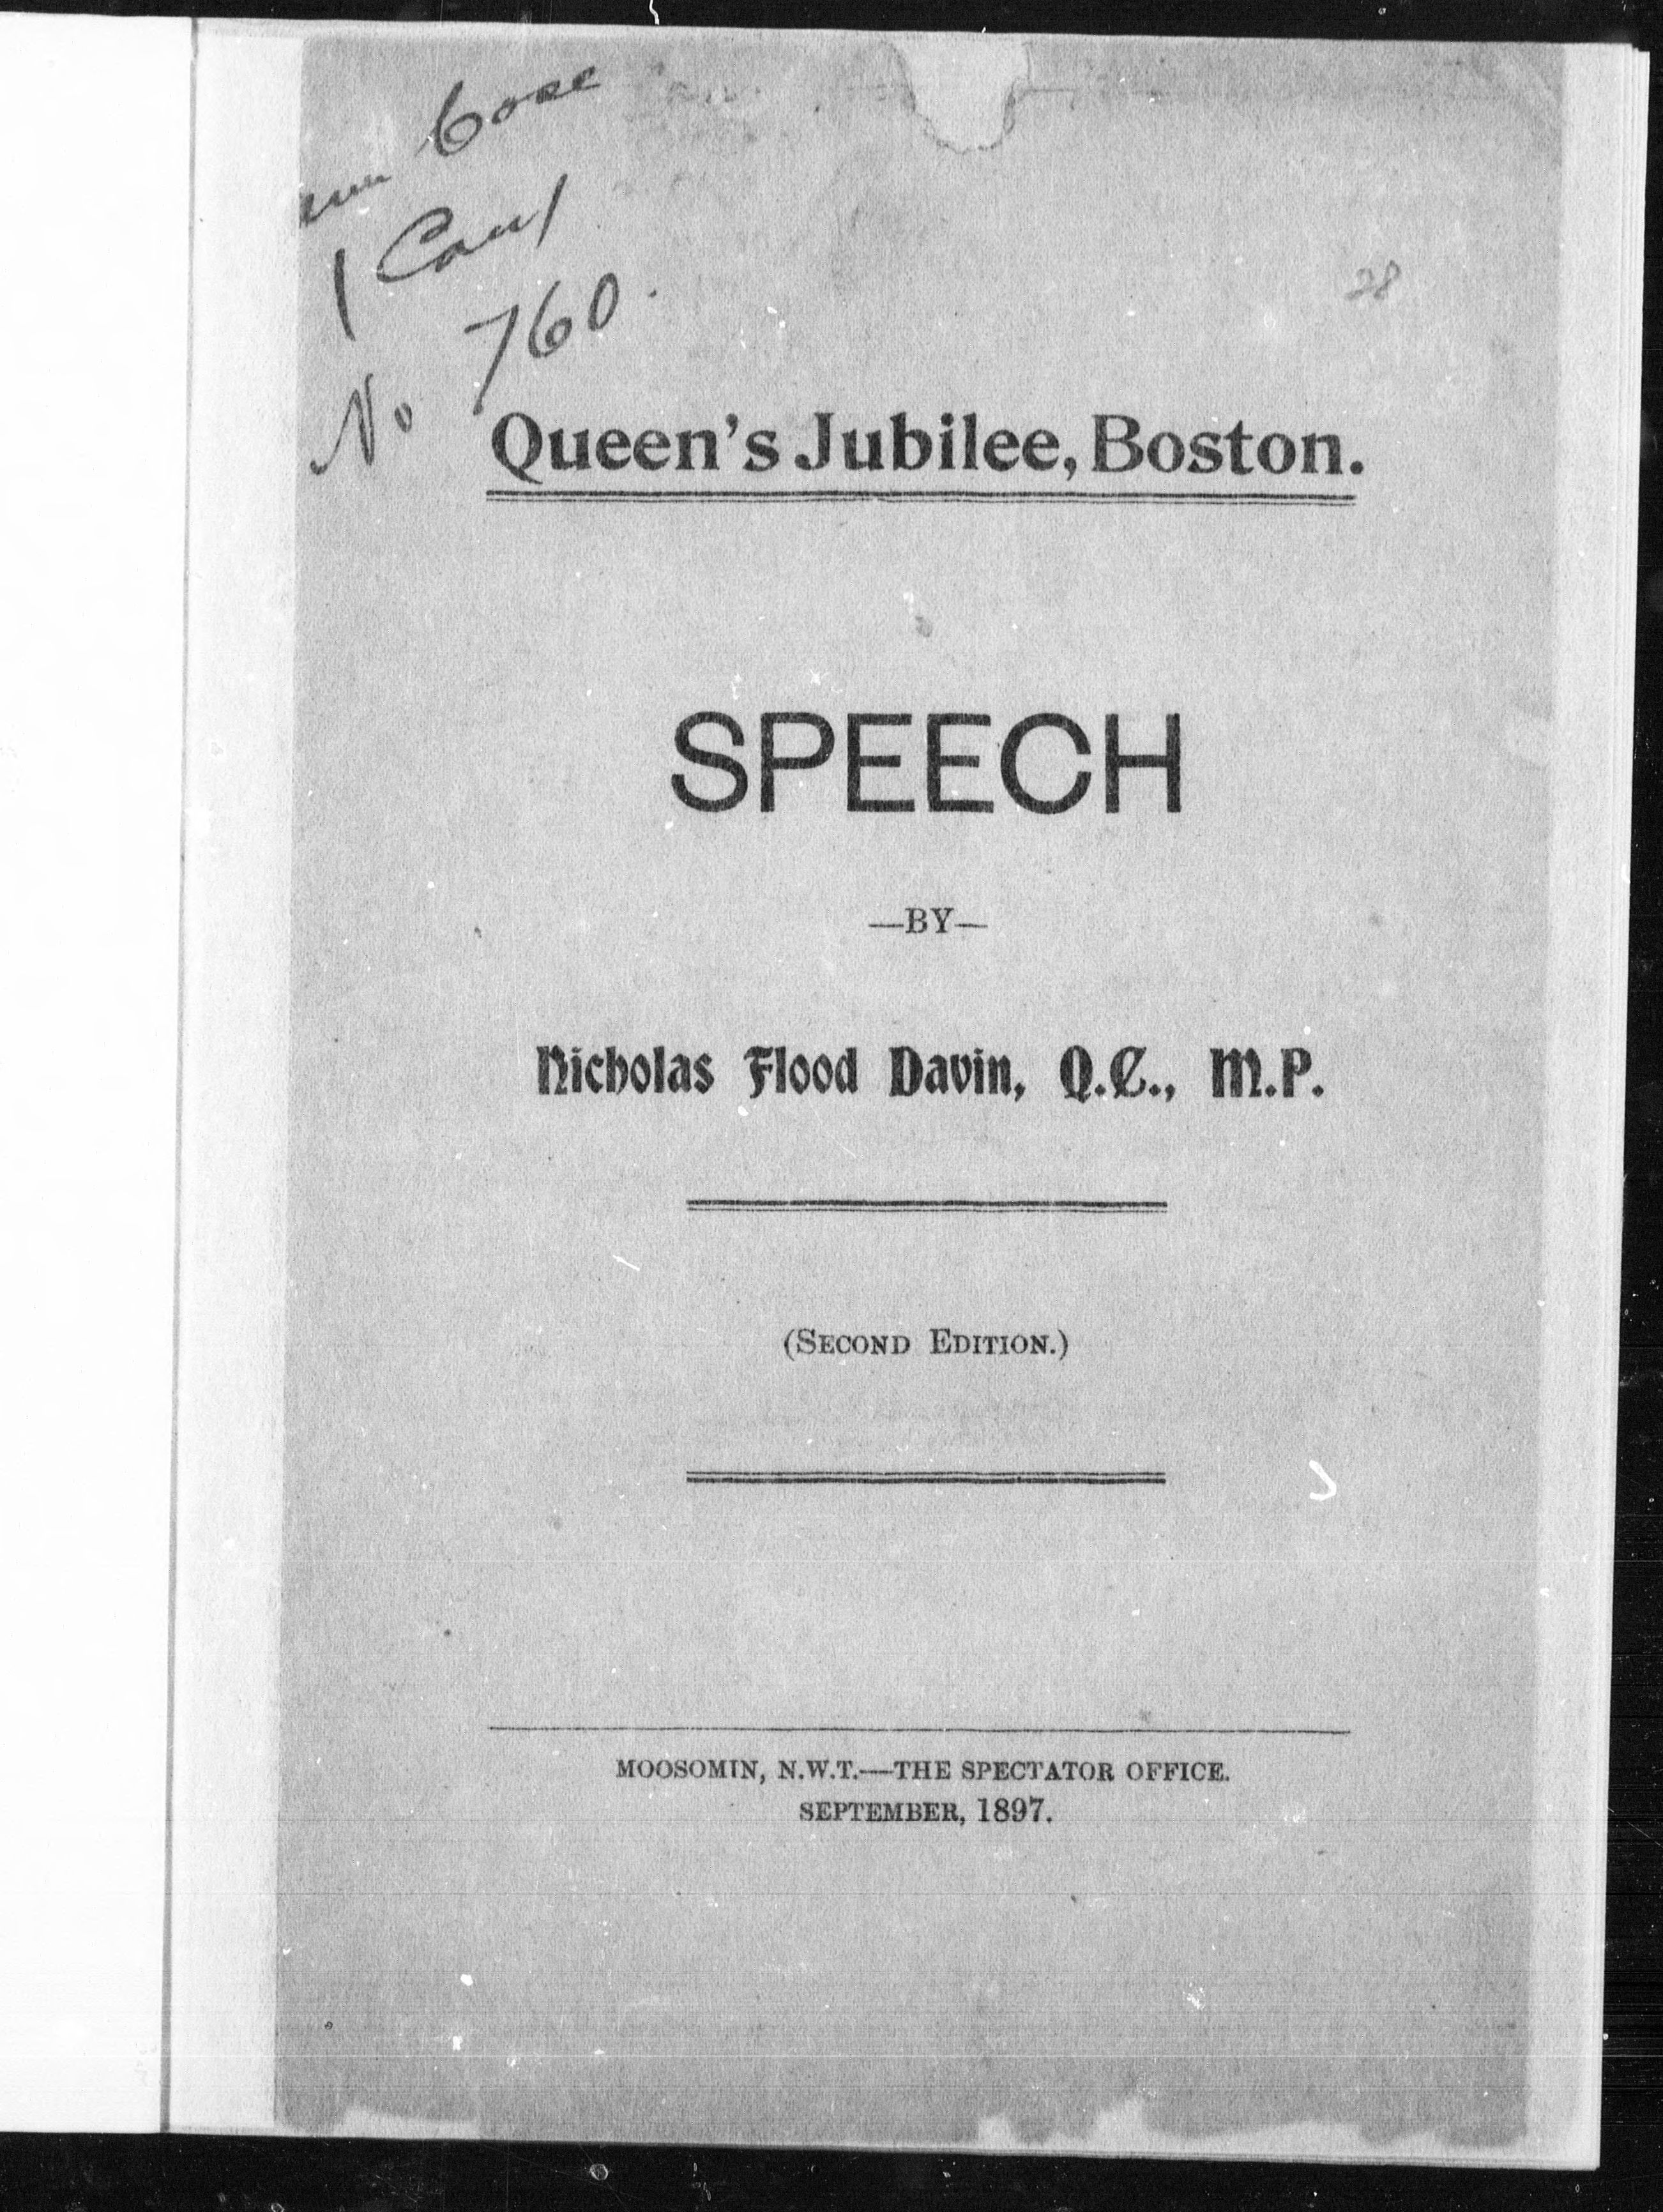 No 760.
28
Queen's Jubilee, Boston.
SPEECH
—BY—
Nicholas Flood Davin, Q.C., M.P.
(SECOND EDITION.)
MOOSOMIN, N.W.T.—THE SPECTATOR OFFICE.
SEPTEMBER, 1897.